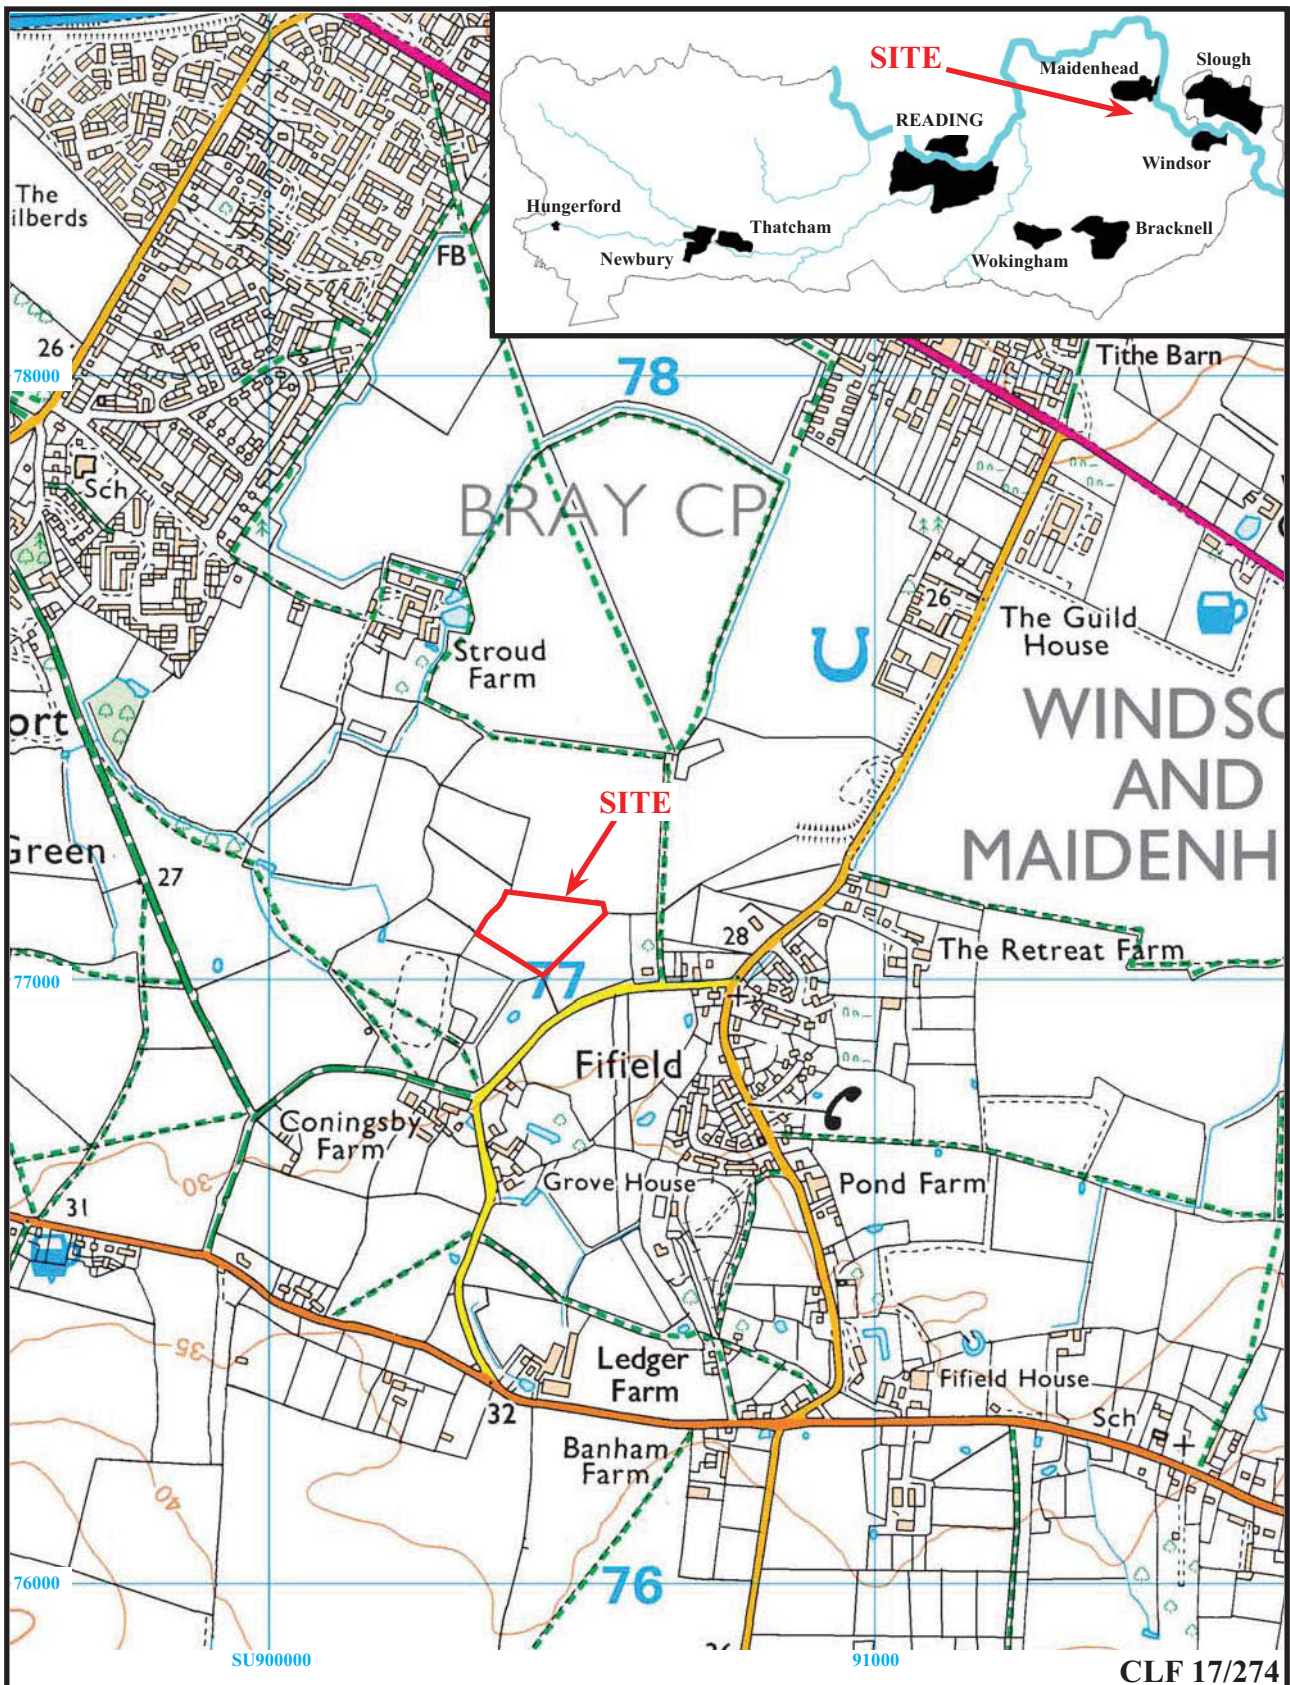 SITE
Maidenhead
Slough
READING
Windsor
Hungerford
Thatcham
Newbury
Bracknell
Wokingham
The
ilberds
FB
26
78000
78
Tithe Barn
Sch
BRAY CP
26
The Guild
House
Stroud
Farm
ort
WINDSO
AND
MAIDENH
SITE
Green
27
28
The Retreat Farm
77000
77
Fifield
Coningsby
Farm
30
Grove House
Pond Farm
31
35
Ledger
Farm
Fifield House
32
Sch
Banham
Farm
40
76000
76
SU900000
91000
CLF 17/274